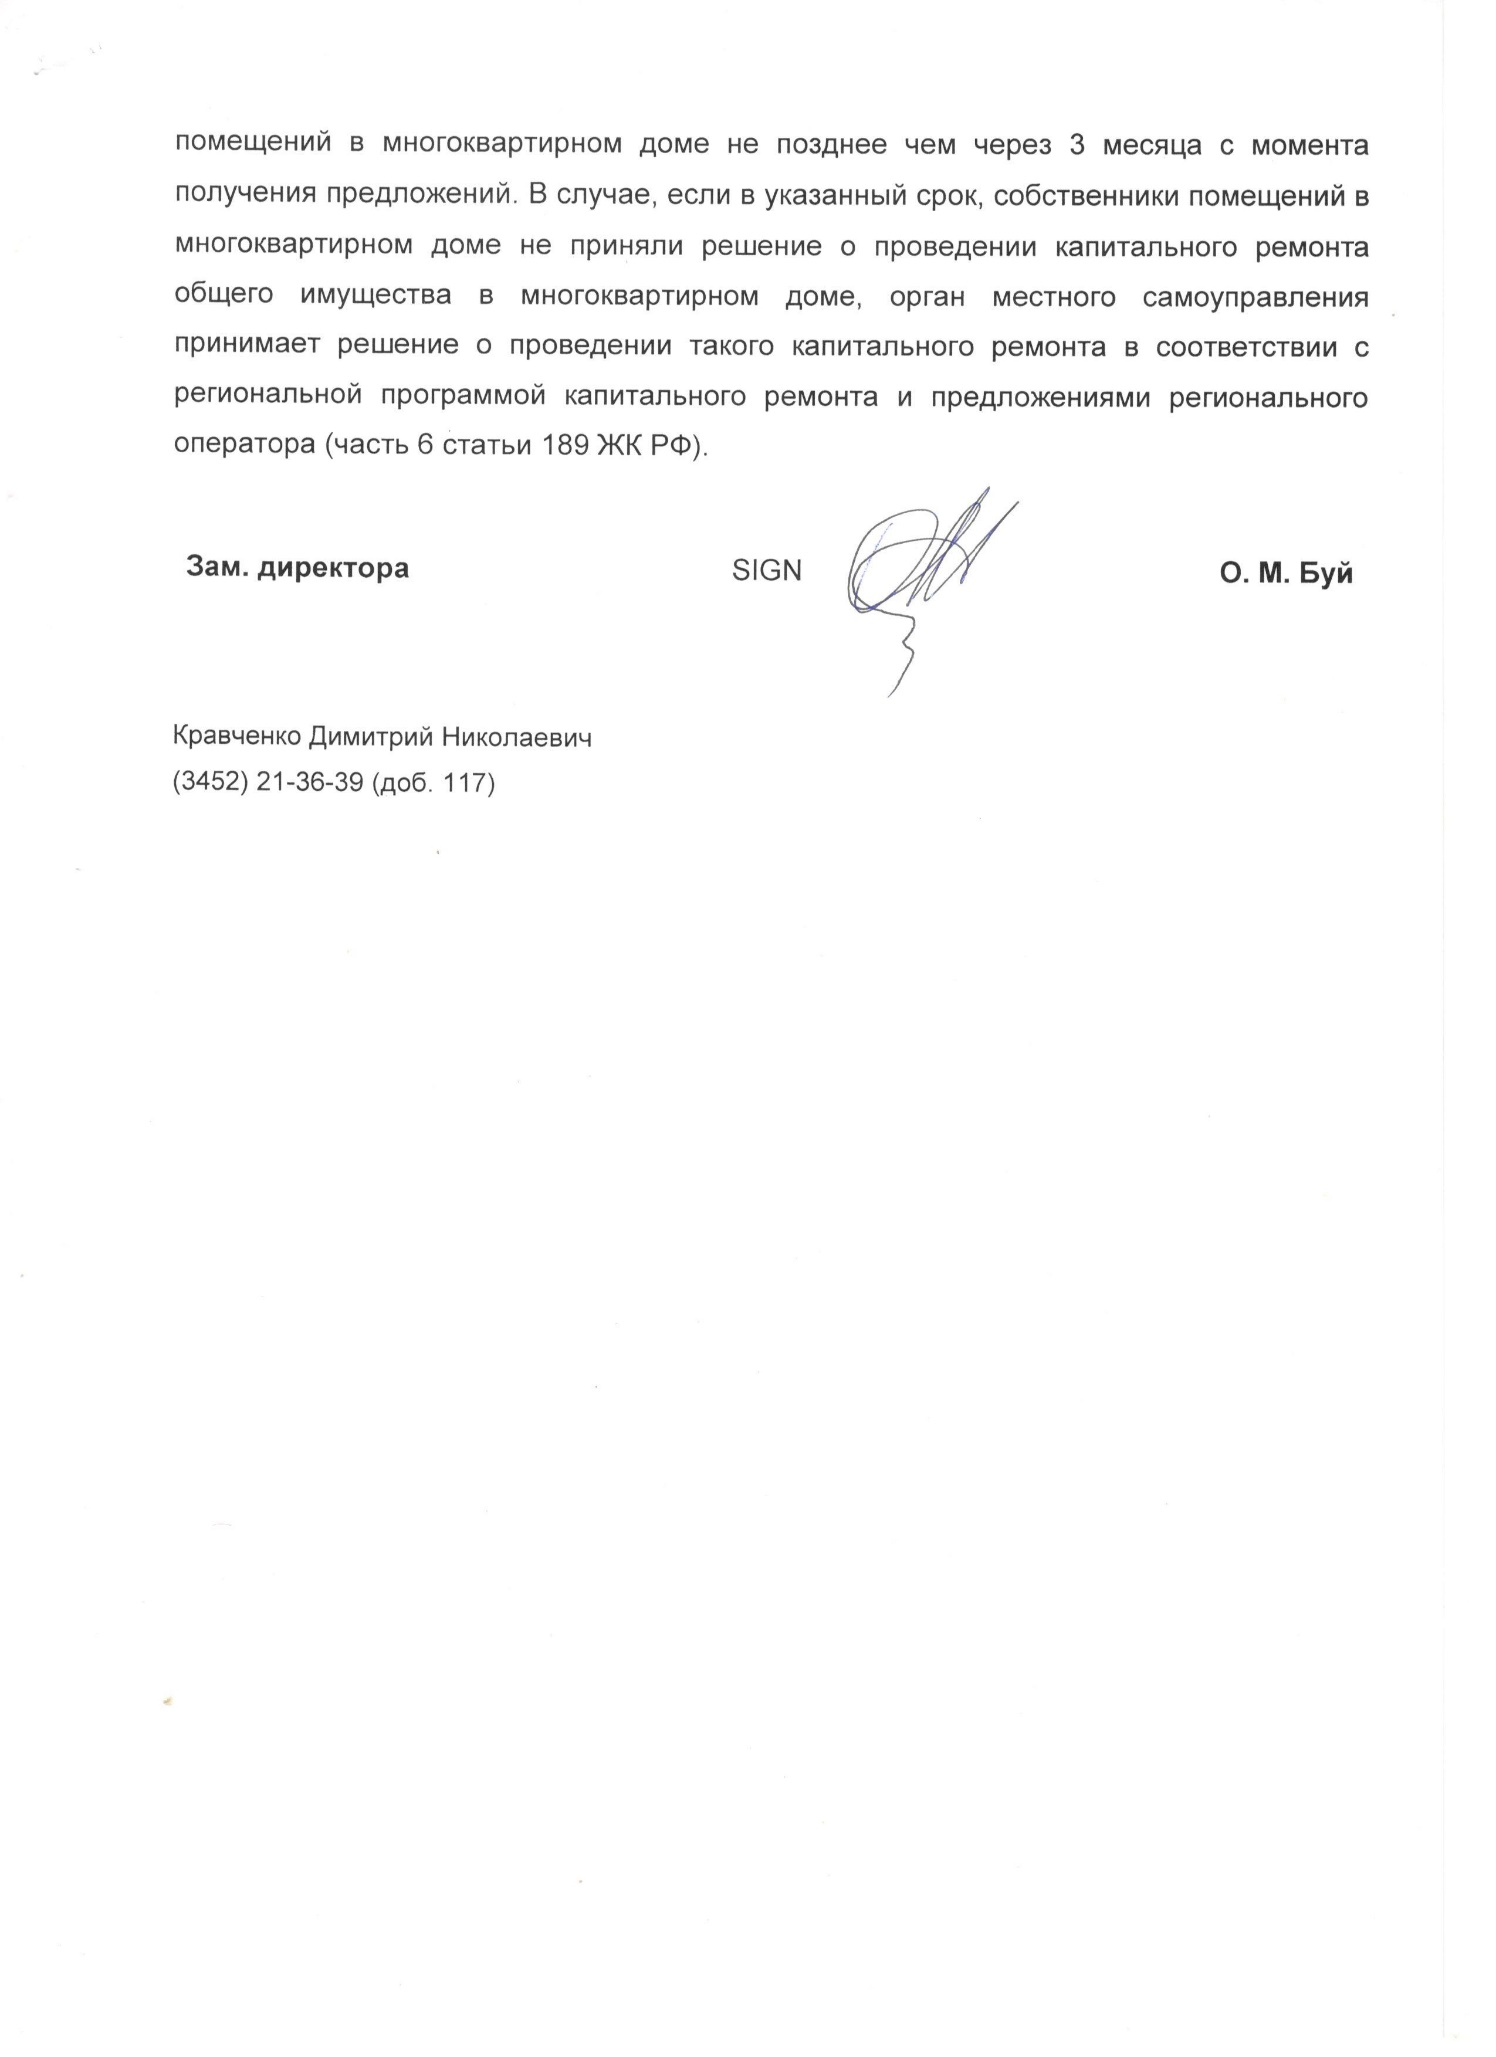 помещений в многоквартирном доме не позднее чем через 3 месяца с момента
получения предложений. В случае, если в указанный срок, собственники помещений в
многоквартирном доме не приняли решение о проведении капитального ремонта
общего имущества в многоквартирном доме, орган местного самоуправления
принимает решение о проведении такого капитального ремонта в соответствии с
региональной программой капитального ремонта и предложениями регионального
оператора (часть 6 статьи 189 ЖК РФ).
Зам. директора SIGN О. М. Буй
Кравченко Димитрий Николаевич
(3452) 21-36-39 (доб. 117)